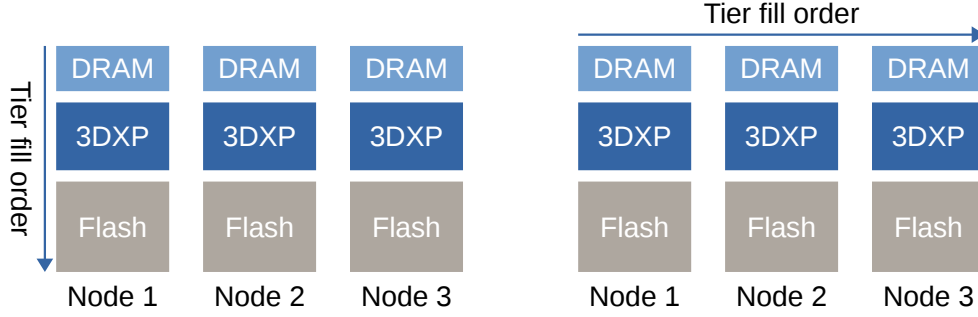 Tier fill order
DRAM DRAM DRAM
3DXP 3DXP 3DXP
Flash Flash Flash
Node 1 Node 2 Node 3
Tier fill order
DRAM DRAM DRAM
3DXP 3DXP 3DXP
Flash Flash Flash
Node 1 Node 2 Node 3